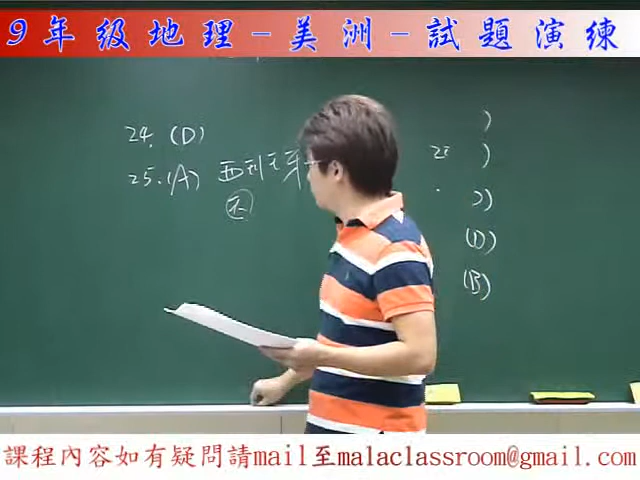 9年級地理-美洲-試題演練
24. (D)
25. (A) 西班牙
(D)
(B)
課程內容如有疑問請mail至malaclassroom@gmail.com